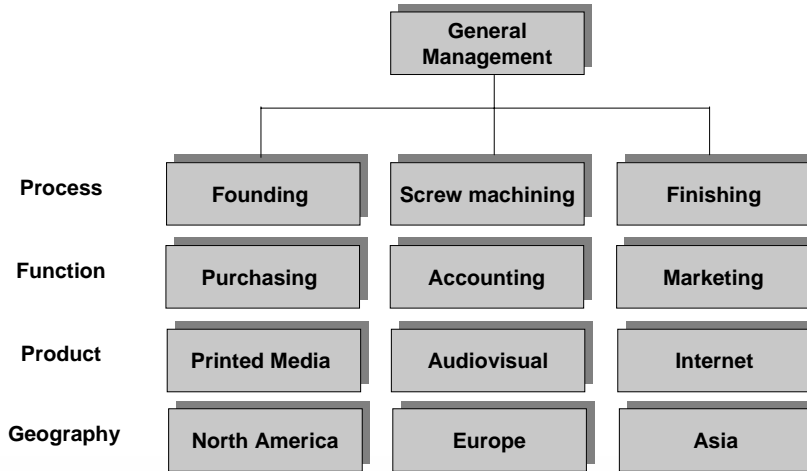 General
Management
Process
Founding
Screw machining
Finishing
Function
Purchasing
Accounting
Marketing
Product
Printed Media
Audiovisual
Internet
Geography
North America
Europe
Asia